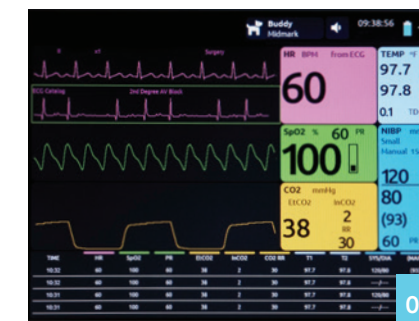 Buddy
Midmark
09:38:56
II
Surgery
HR BPM from ECG
60
TEMP °F
97.7
97.8
0.1 TD
ECG Catalog 2nd Degree AV Block
SpO2 % 60 PR
100
NIBP
Small
Manual
120
80
(93)
60 PR
CO2 mmHg
EtCO2 InCO2
38 2
RR
30
TIME HR SpO2 PR EtCO2 InCO2 CO2 RR T1 T2 SYS/DIA
10:32 60 100 60 38 2 30 97.7 97.8 120/80
10:32 60 100 60 38 2 30 97.7 97.8 --/--
10:31 60 100 60 38 2 30 97.7 97.8 120/80
10:31 60 100 60 38 2 30 97.7 97.8 --/--